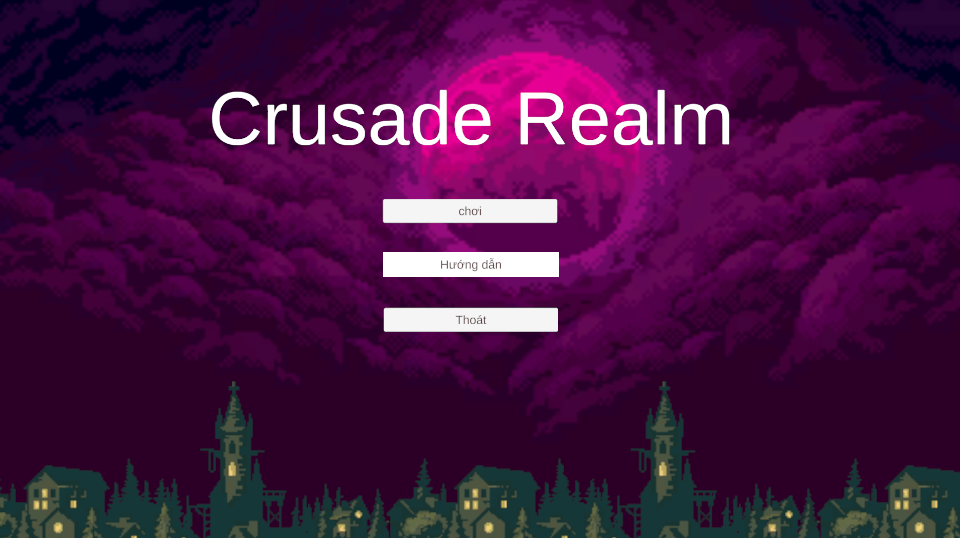 Crusade Realm
chơi
Hướng dẫn
Thoát